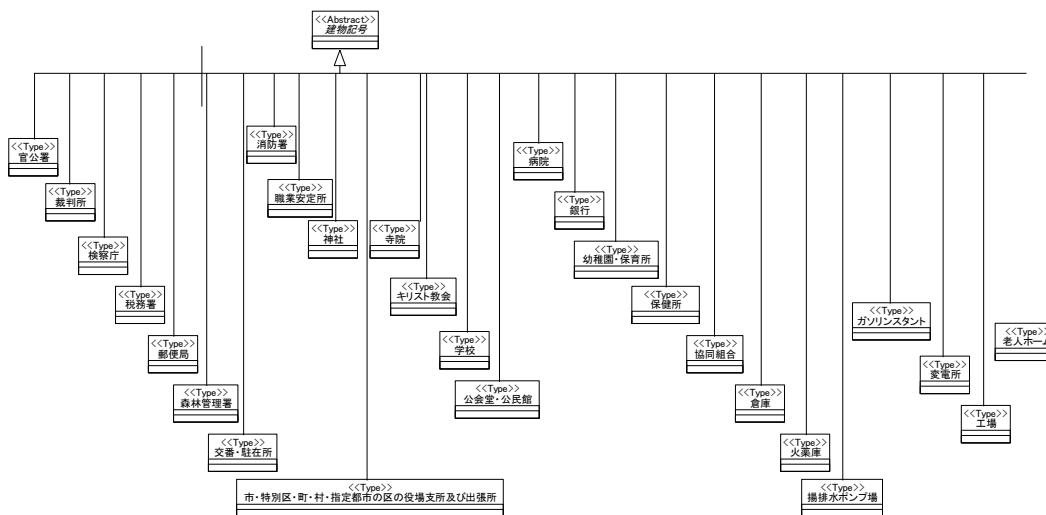 <<Abstract>>
建物記号
<<Type>>
官公署
<<Type>>
裁判所
<<Type>>
検察庁
<<Type>>
税務署
<<Type>>
郵便局
<<Type>>
森林管理署
<<Type>>
交番・駐在所
<<Type>>
消防署
<<Type>>
職業安定所
<<Type>>
神社
<<Type>>
市・特別区・町・村・指定都市の区の役場支所及び出張所
<<Type>>
寺院
<<Type>>
キリスト教会
<<Type>>
学校
<<Type>>
公会堂・公民館
<<Type>>
病院
<<Type>>
銀行
<<Type>>
幼稚園・保育所
<<Type>>
保健所
<<Type>>
協同組合
<<Type>>
倉庫
<<Type>>
火薬庫
<<Type>>
揚排水ポンプ場
<<Type>>
ガソリンスタント
<<Type>>
変電所
<<Type>>
工場
<<Type>>
老人ホーム